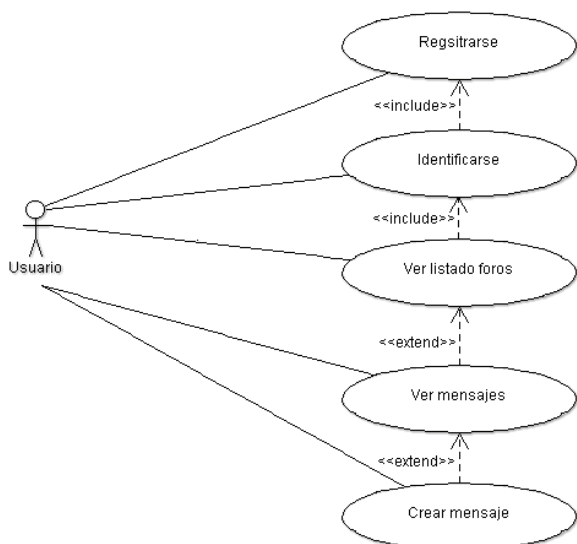 Regsitrarse
<<include>>
Identificarse
<<include>>
Usuario
Ver listado foros
<<extend>>
Ver mensajes
<<extend>>
Crear mensaje